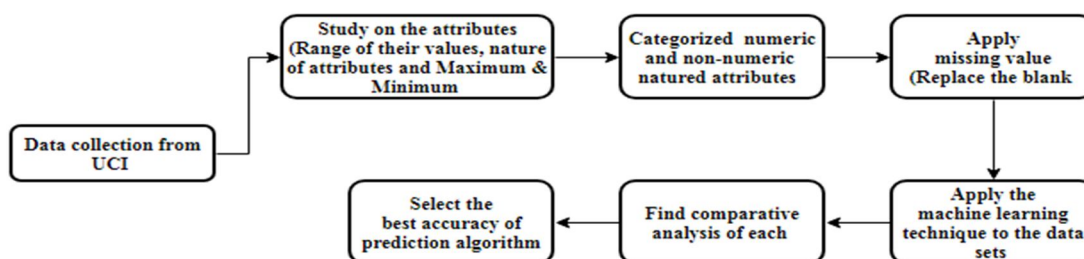 Data collection from
UCI
Study on the attributes
(Range of their values, nature
of attributes and Maximum &
Minimum
Categorized numeric
and non-numeric
natured attributes
Apply
missing value
(Replace the blank
Apply the
machine learning
technique to the data
sets
Find comparative
analysis of each
Select the
best accuracy of
prediction algorithm